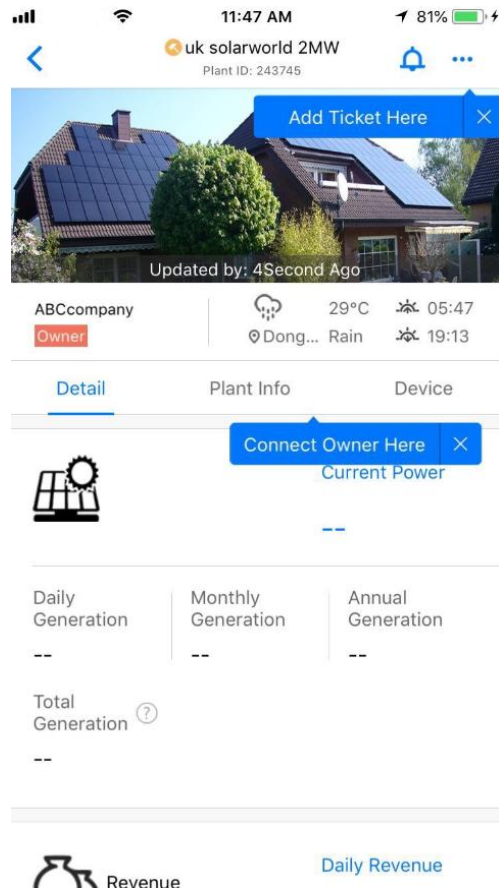 11:47 AM
81%
uk solarworld 2MW
Plant ID: 243745
Add Ticket Here
Updated by: 4Second Ago
ABCcompany
29°C
05:47
Owner
Dong...
Rain
19:13
Detail
Plant Info
Device
Connect Owner Here
Current Power
--
Daily
Generation
--
Monthly
Generation
--
Annual
Generation
--
Total
Generation
?
--
Revenue
Daily Revenue